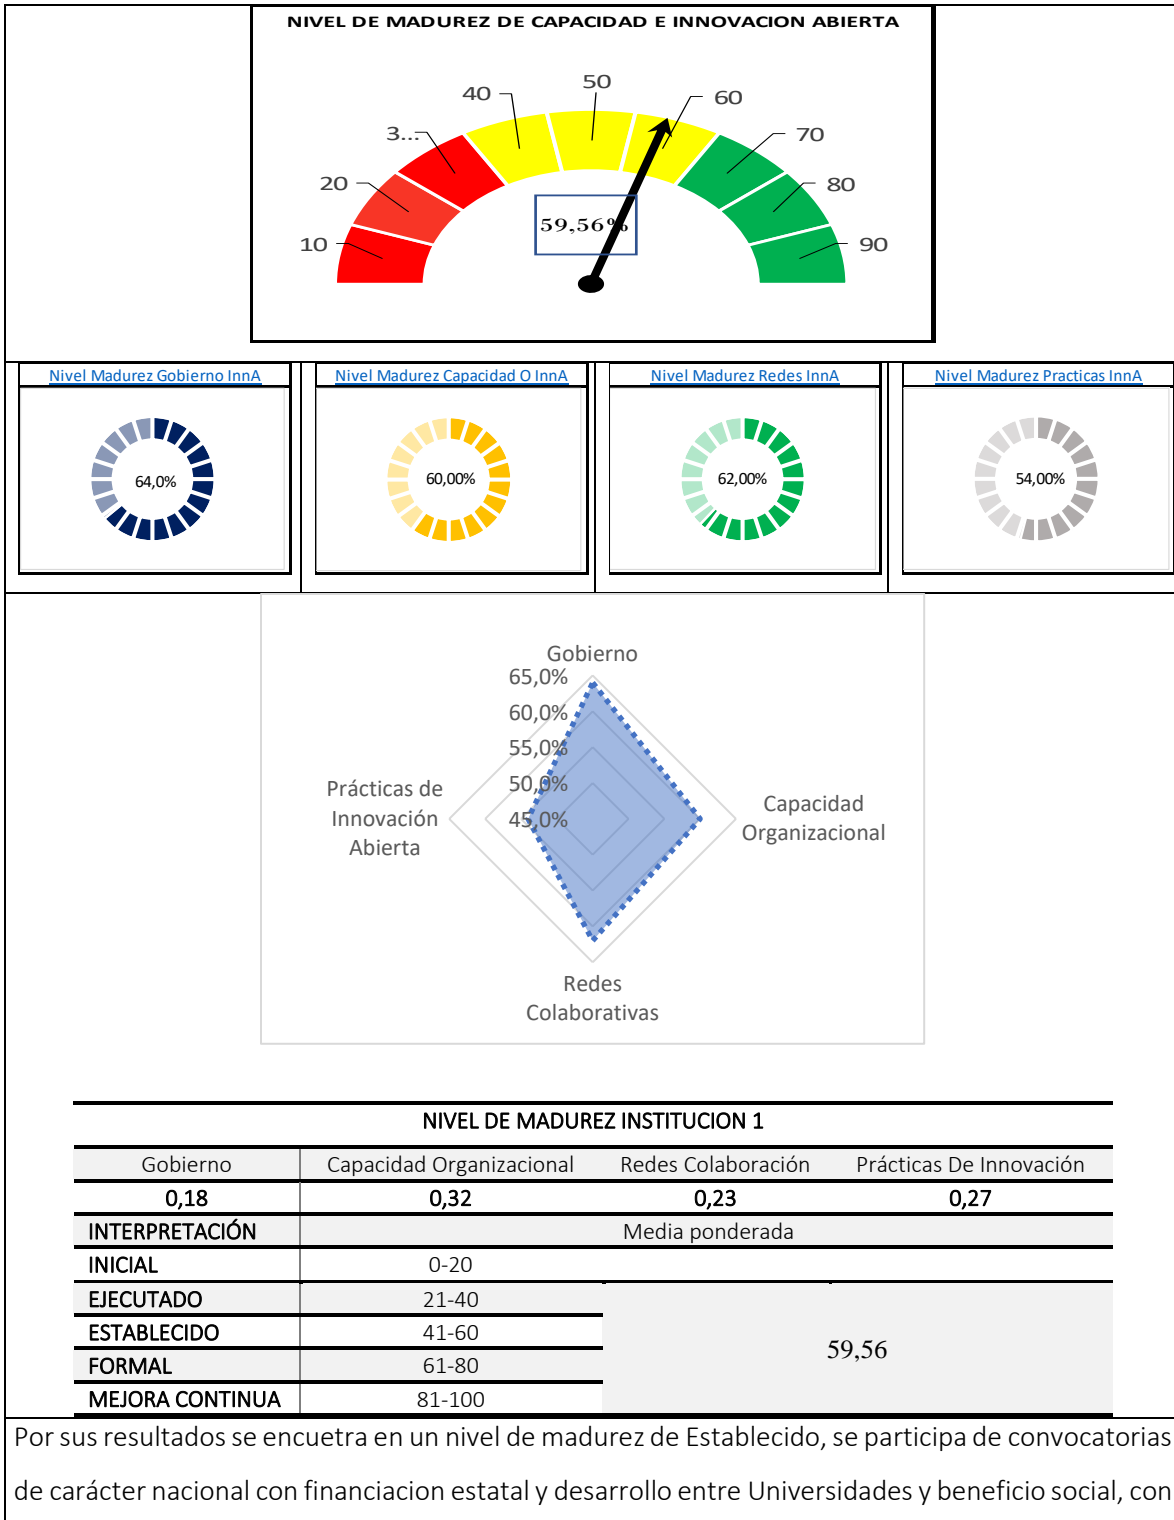 NIVEL DE MADUREZ DE CAPACIDAD E INNOVACION ABIERTA
50
40
60
3...
70
20
80
10
90
59,56%
Nivel Madurez Gobierno InnA
Nivel Madurez Capacidad O InnA
Nivel Madurez Redes InnA
Nivel Madurez Practicas InnA
64,0%
60,00%
62,00%
54,00%
Gobierno
65,0%
60,0%
55,0%
50,0%
45,0%
Prácticas de
Innovación
Abierta
Capacidad
Organizacional
Redes
Colaborativas
NIVEL DE MADUREZ INSTITUCION 1
Gobierno Capacidad Organizacional Redes Colaboración Prácticas De Innovación
0,18 0,32 0,23 0,27
INTERPRETACIÓN Media ponderada
INICIAL 0-20
EJECUTADO 21-40
ESTABLECIDO 41-60
59,56
FORMAL 61-80
MEJORA CONTINUA 81-100
Por sus resultados se encuetra en un nivel de madurez de Establecido, se participa de convocatorias
de carácter nacional con financiacion estatal y desarrollo entre Universidades y beneficio social, con